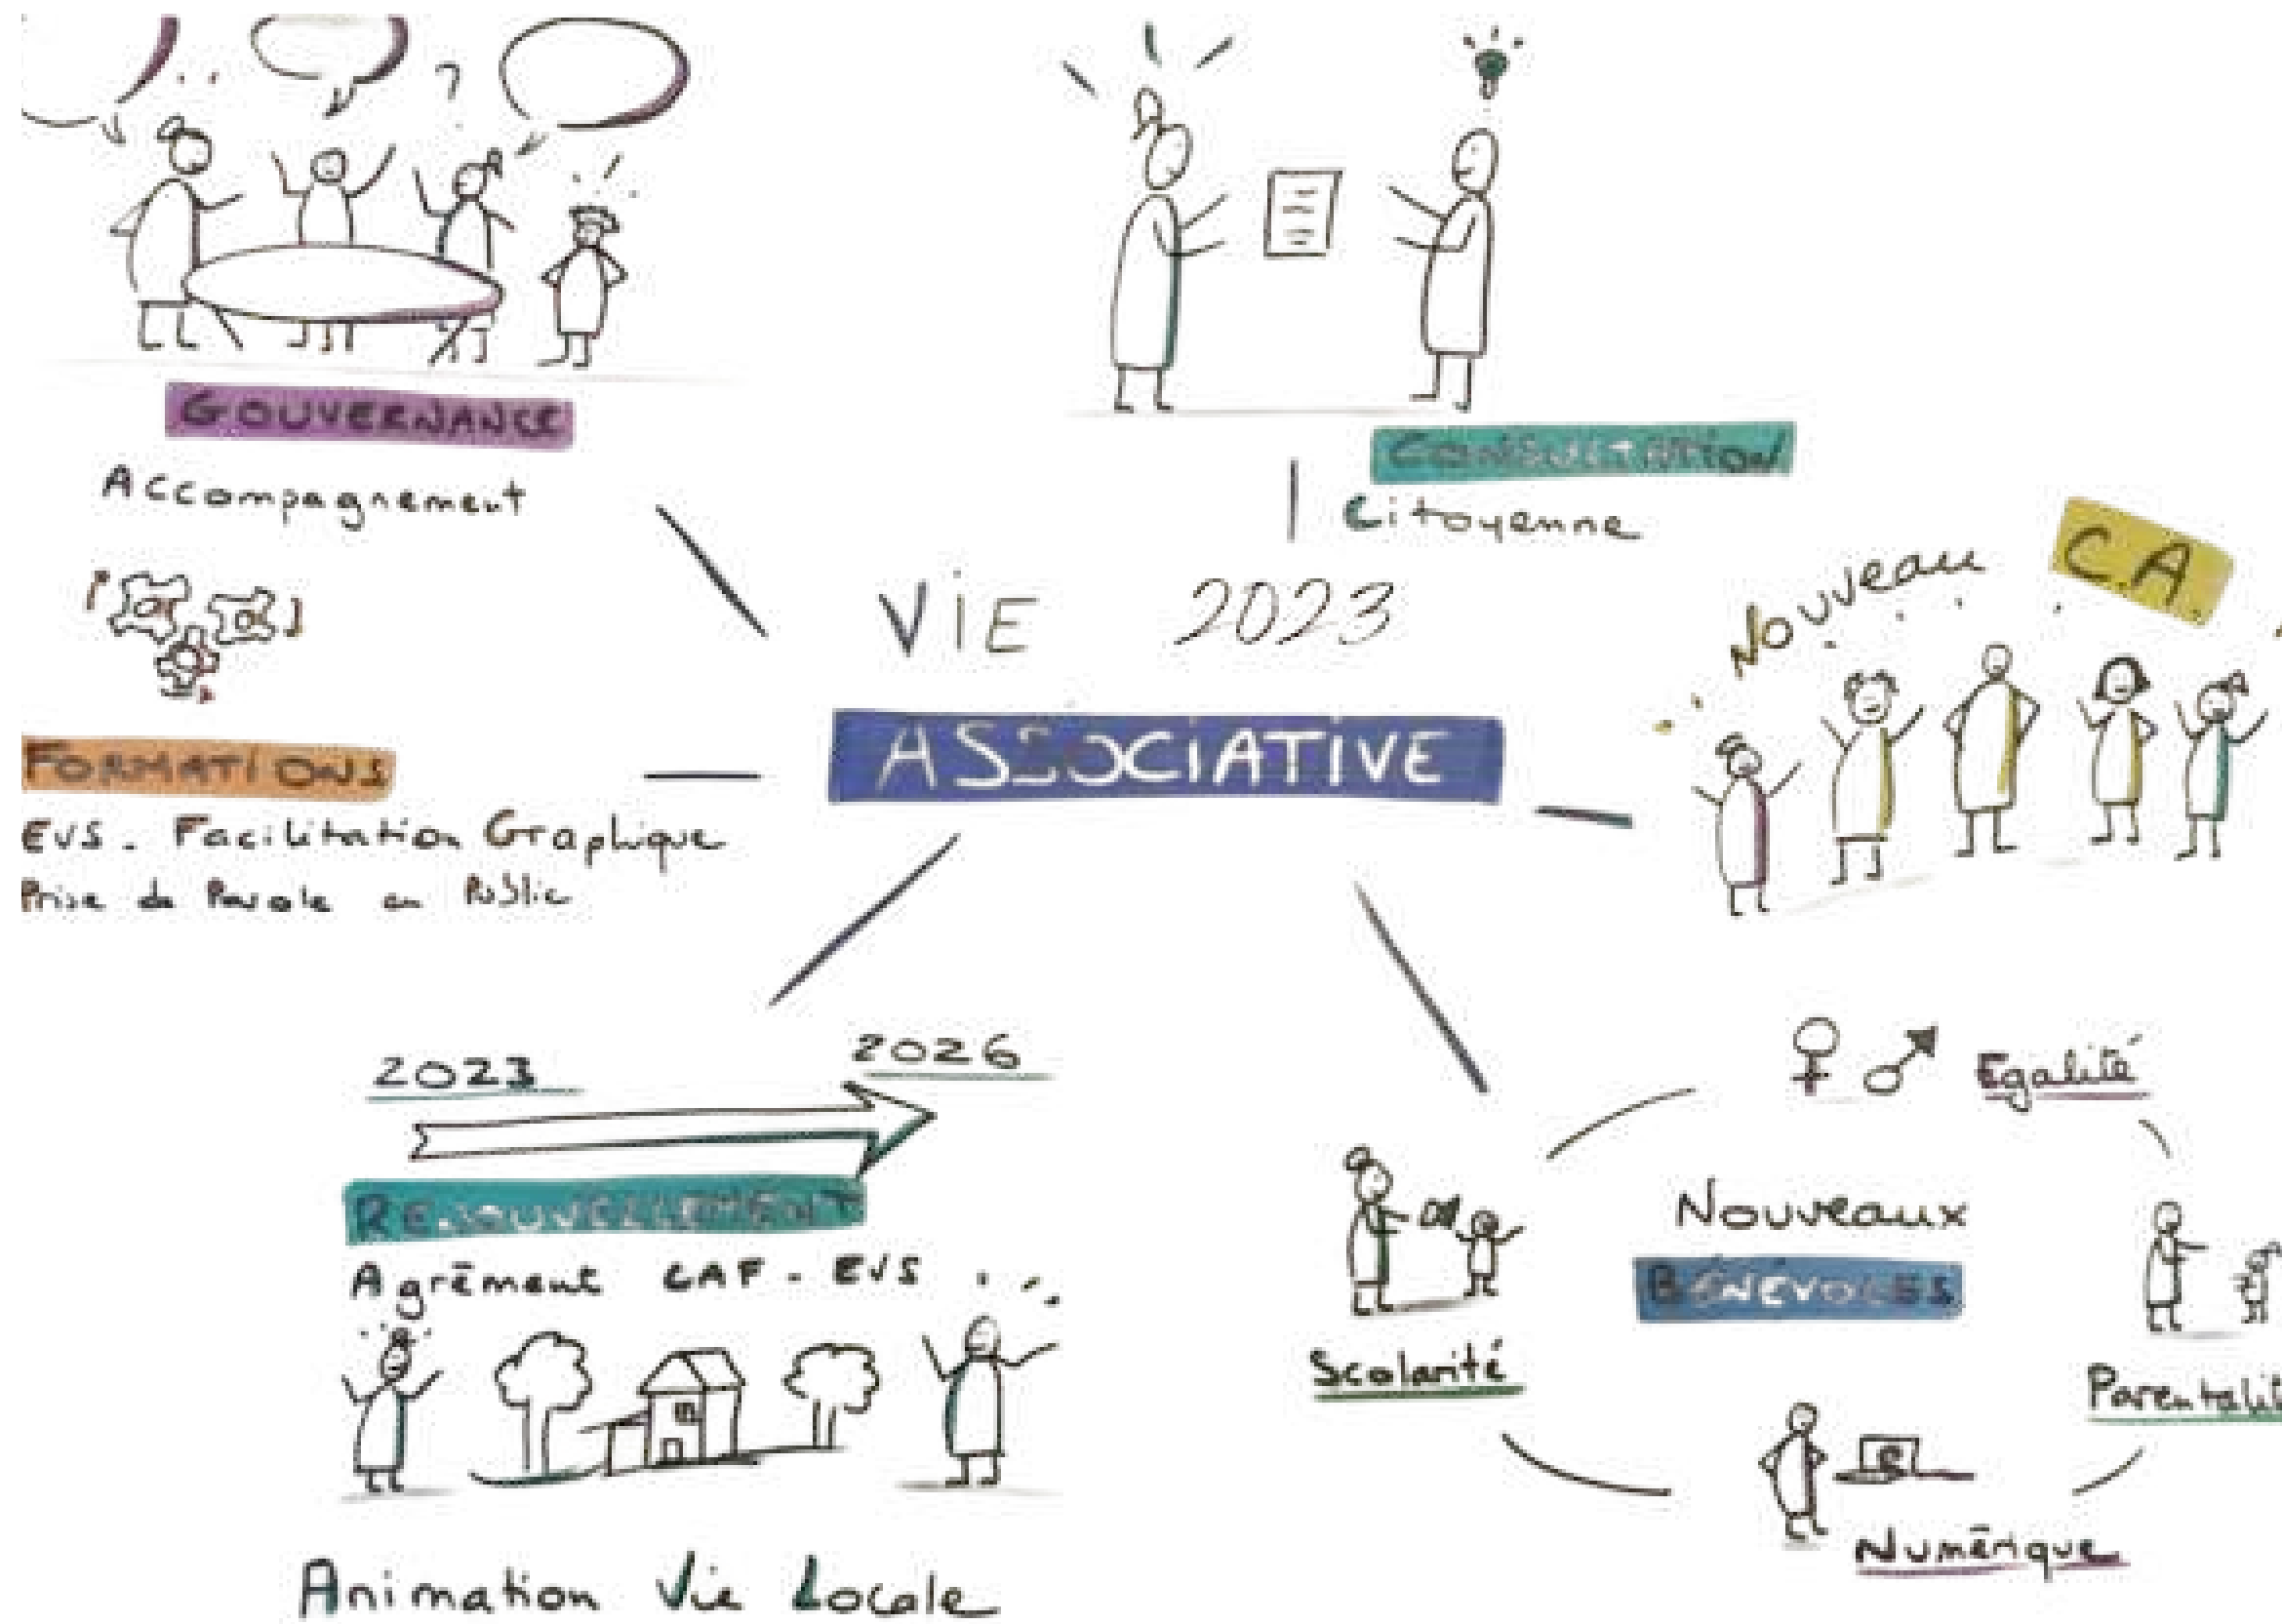 GOUVERNANCE
Accompagnement
CONSULTATION
Citoyenne
NOUVEAU C.A.
ViE 2023
ASSOCIATIVE
FORMATIONS
EVS - Facilitation Graphique
Prise de Parole en Public
2023
2026
RENOUVELLEMENT
Agrément CAF - EVS
Animation Vie Locale
Nouveaux
BÉNÉVOLES
Egalité
Scolarité
Parentalit
Numérique